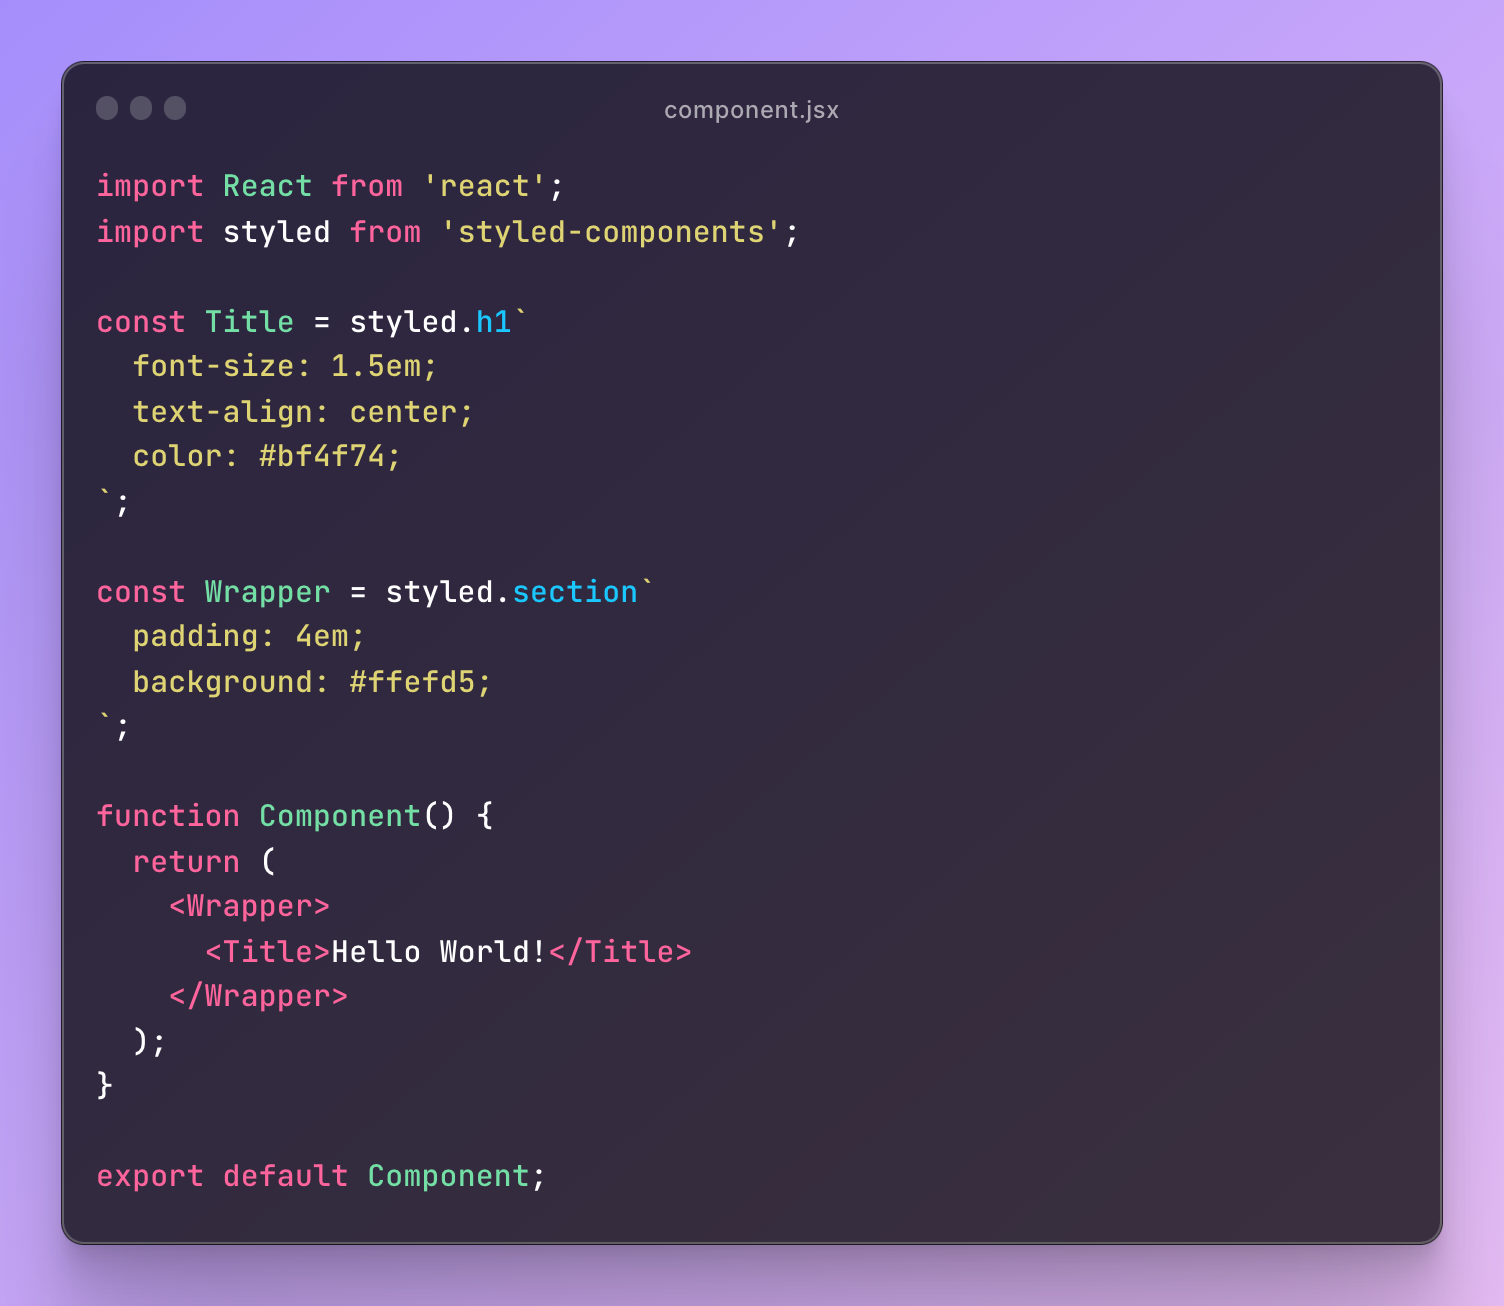 component.jsx
import React from 'react';
import styled from 'styled-components';

const Title = styled.h1`
  font-size: 1.5em;
  text-align: center;
  color: #bf4f74;
`;

const Wrapper = styled.section`
  padding: 4em;
  background: #ffefd5;
`;

function Component() {
  return (
    <Wrapper>
      <Title>Hello World!</Title>
    </Wrapper>
  );
}

export default Component;